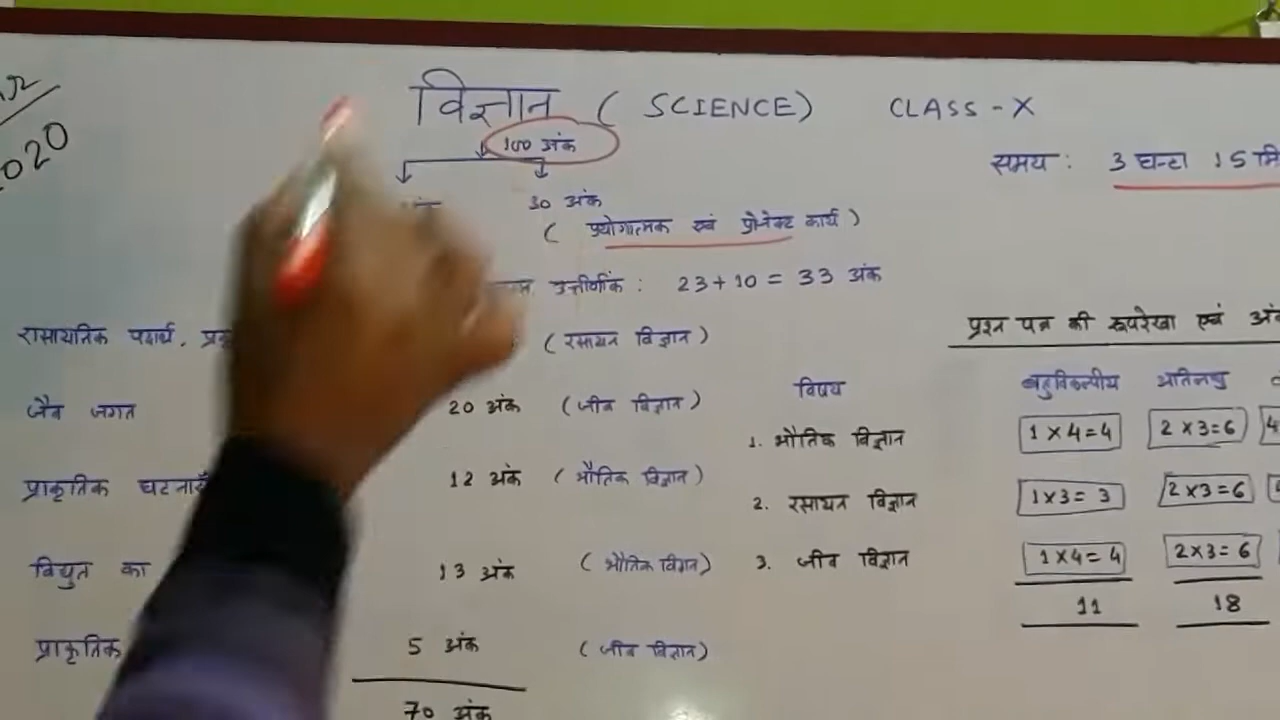 2020
विज्ञान ( SCIENCE) CLASS - X
100 अंक
समय : 3 घन्टा 15 मि
30 अंक
( प्रयोगात्मक एवं प्रोजेक्ट कार्य )
उत्तीर्णांक : 23+10 = 33 अंक
प्रश्न पत्र की रूपरेखा एवं
रासायनिक पदार्थ, (रसायन विज्ञान)
जैव जगत 20 अंक (जीव विज्ञान)
प्राकृतिक घटनाएँ 12 अंक (भौतिक विज्ञान)
विद्युत का 13 अंक (भौतिक विज्ञान)
प्राकृतिक 5 अंक (जीव विज्ञान)
70 अंक
विषय बहुविकल्पीय अतिलघु
1. भौतिक विज्ञान 1×4=4 2×3=6 4
2. रसायन विज्ञान 1×3=3 2×3=6
3. जीव विज्ञान 1×4=4 2×3=6
11 18